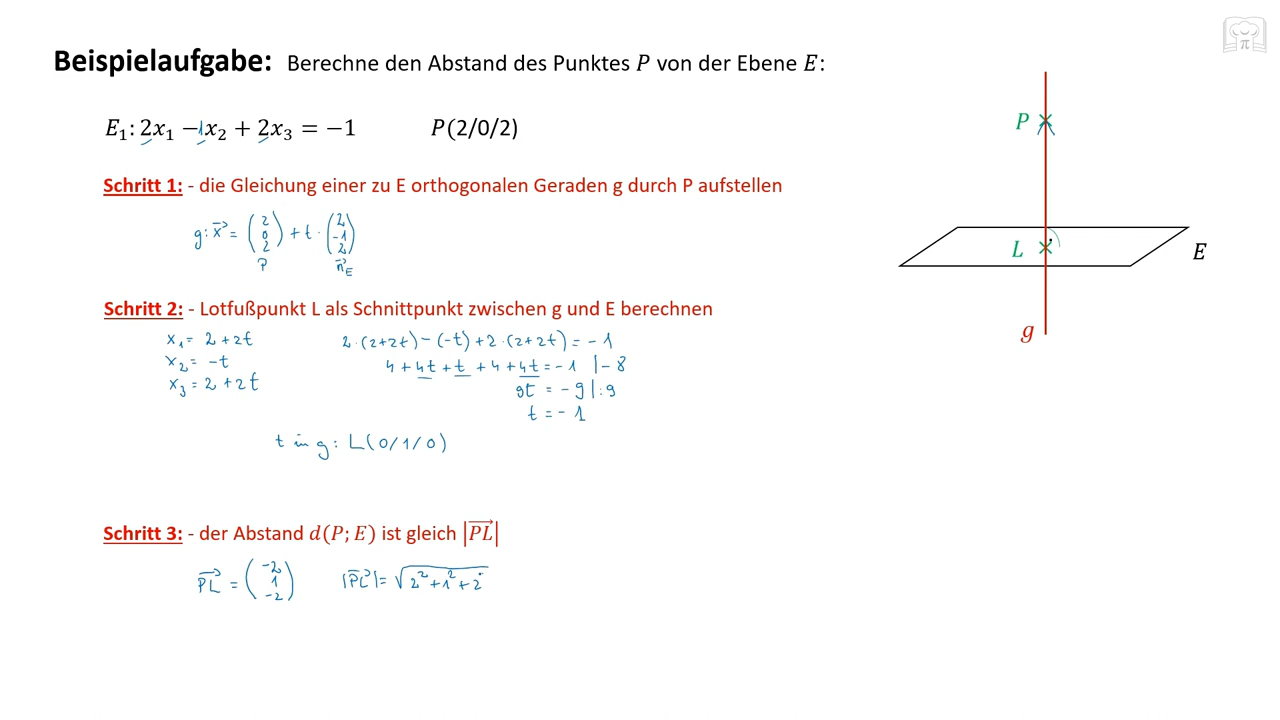 Beispielaufgabe: Berechne den Abstand des Punktes P von der Ebene E:
E₁: 2x₁ − 1x₂ + 2x₃ = −1 P(2/0/2)
Schritt 1: - die Gleichung einer zu E orthogonalen Geraden g durch P aufstellen
g: x⃗ = (2 0 2) + t · (2 -1 2)
P n⃗_E
Schritt 2: - Lotfußpunkt L als Schnittpunkt zwischen g und E berechnen
x₁ = 2 + 2t 2·(2+2t) − (−t) + 2·(2+2t) = −1
x₂ = −t 4 + 4t + t + 4 + 4t = −1 |−8
x₃ = 2 + 2t 9t = −9 |:9
t = −1
t in g: L(0/1/0)
Schritt 3: - der Abstand d(P; E) ist gleich |PL⃗|
PL⃗ = (-2 1 -2) |PL⃗| = √(2² + 1² + 2²)
P
L
E
g
π